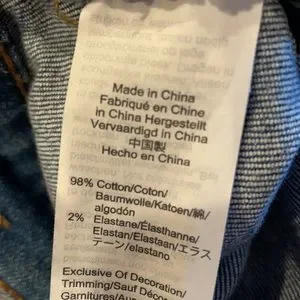 Made in China
Fabriqué en Chine
in China Hergestellt
Vervaardigd in China
中国製
Hecho en China
98% Cotton/Coton/
Baumwolle/Katoen/綿/
algodón
2% Elastane/Élasthanne/
Elastan/Elastaan/エラス
テーン/elastano
Exclusive Of Decoration/
Trimming/Sauf Décor
Garnitures/Aus